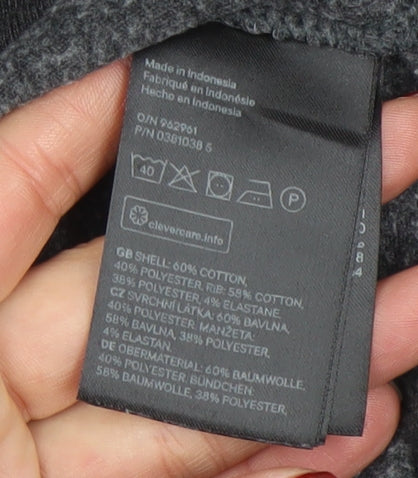 Made in Indonesia
Fabriqué en Indonésie
Hecho en Indonesia
O/N 962961
P/N 0381038 5
40
P
clevercare.info
GB SHELL: 60% COTTON,
40% POLYESTER, RIB: 58% COTTON,
38% POLYESTER, 4% ELASTANE.
CZ SVRCHNÍ LÁTKA: 60% BAVLNA,
40% POLYESTER, MANŽETA:
58% BAVLNA, 38% POLYESTER,
4% ELASTAN.
DE OBERMATERIAL: 60% BAUMWOLLE,
40% POLYESTER, BÜNDCHEN:
58% BAUMWOLLE, 38% POLYESTER,